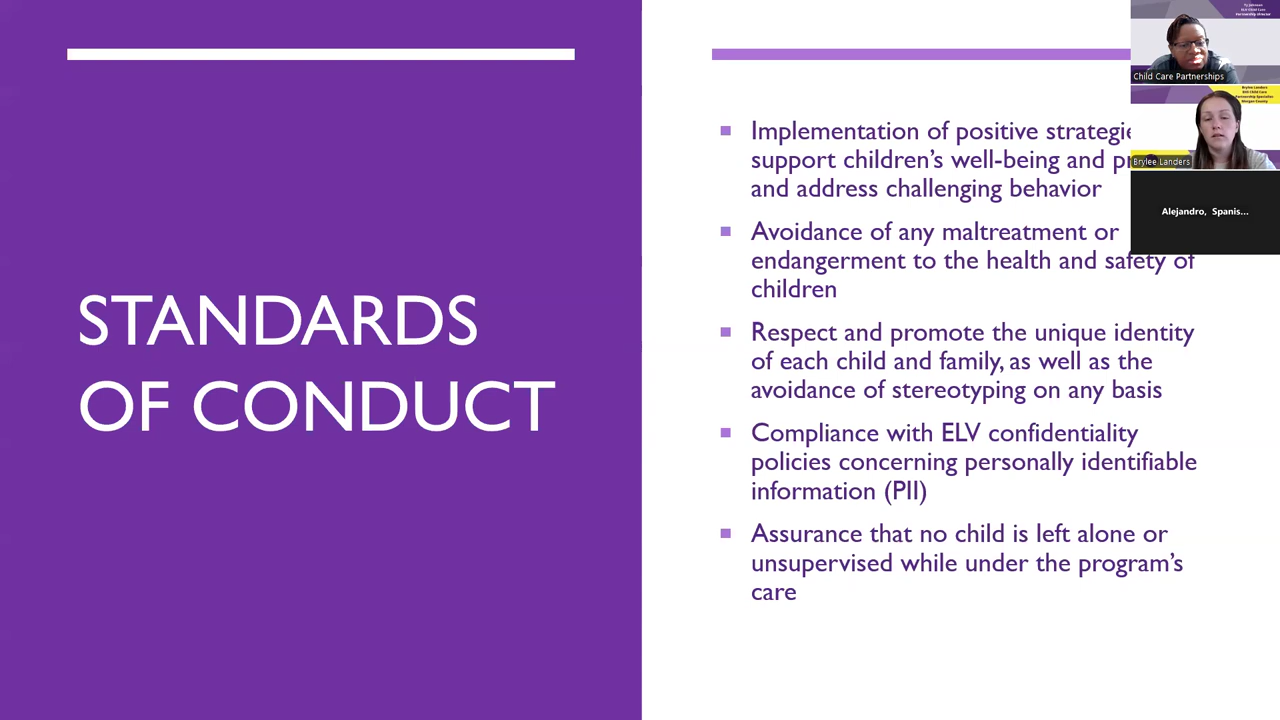 STANDARDS
OF CONDUCT
Implementation of positive
support children's well-being and
and address challenging behavior
Avoidance of any maltreatment or
endangerment to the health and safety of
children
Respect and promote the unique identity
of each child and family, as well as the
avoidance of stereotyping on any basis
Compliance with ELV confidentiality
policies concerning personally identifiable
information (PII)
Assurance that no child is left alone or
unsupervised while under the program's
care
Child Care Partnerships
Brylee Landers
Alejandro, Spanis...